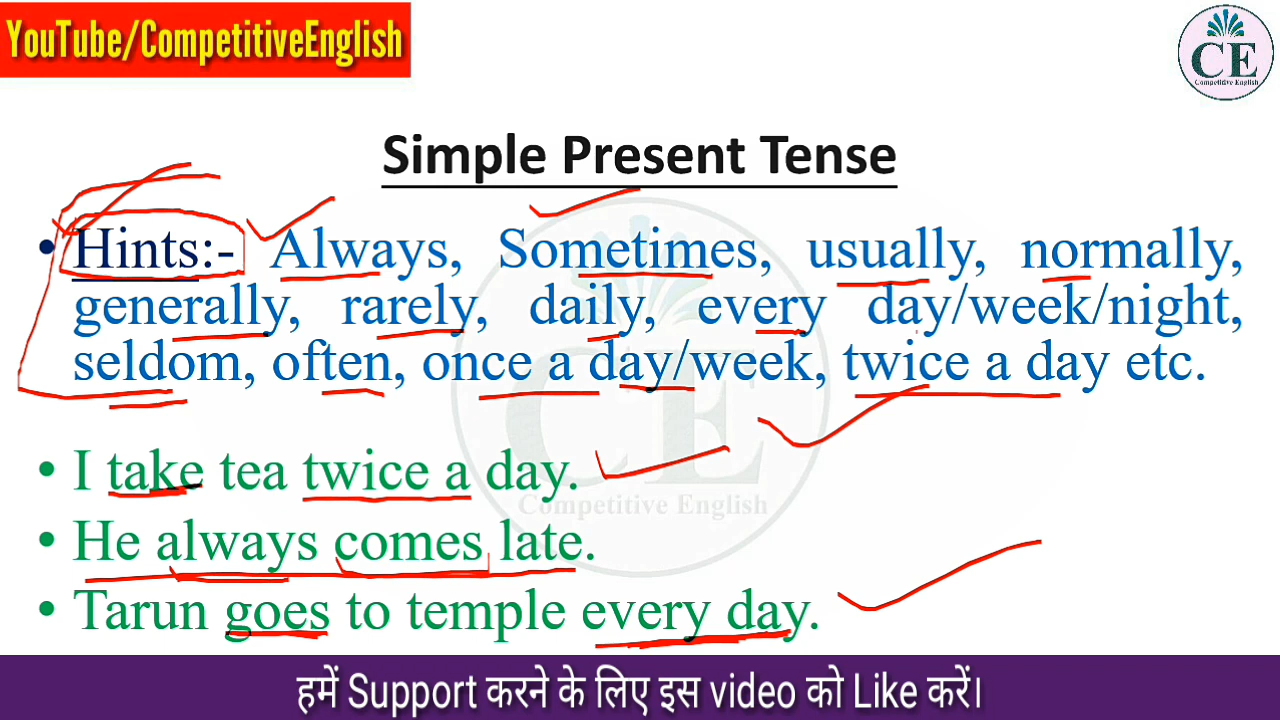 YouTube/CompetitiveEnglish
CE
Competitive English
Simple Present Tense
• Hints:- Always, Sometimes, usually, normally,
generally, rarely, daily, every day/week/night,
seldom, often, once a day/week, twice a day etc.
CE
Competitive English
• I take tea twice a day.
• He always comes late.
• Tarun goes to temple every day.
हमें Support करने के लिए इस video को Like करें।